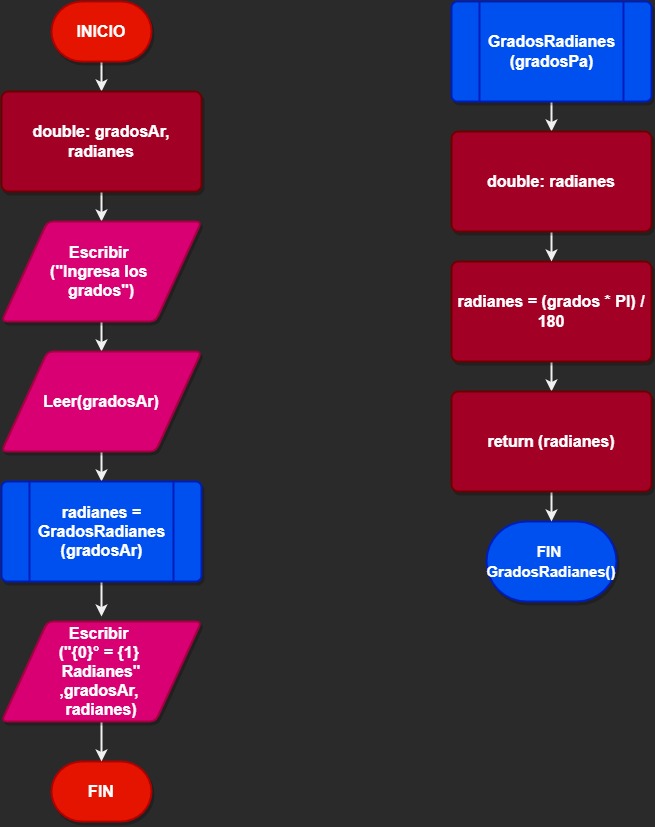 INICIO
double: gradosAr,
radianes
Escribir
("Ingresa los
grados")
Leer(gradosAr)
radianes =
GradosRadianes
(gradosAr)
Escribir
("{0}° = {1}
Radianes"
,gradosAr,
radianes)
FIN
GradosRadianes
(gradosPa)
double: radianes
radianes = (grados * PI) /
180
return (radianes)
FIN
GradosRadianes()